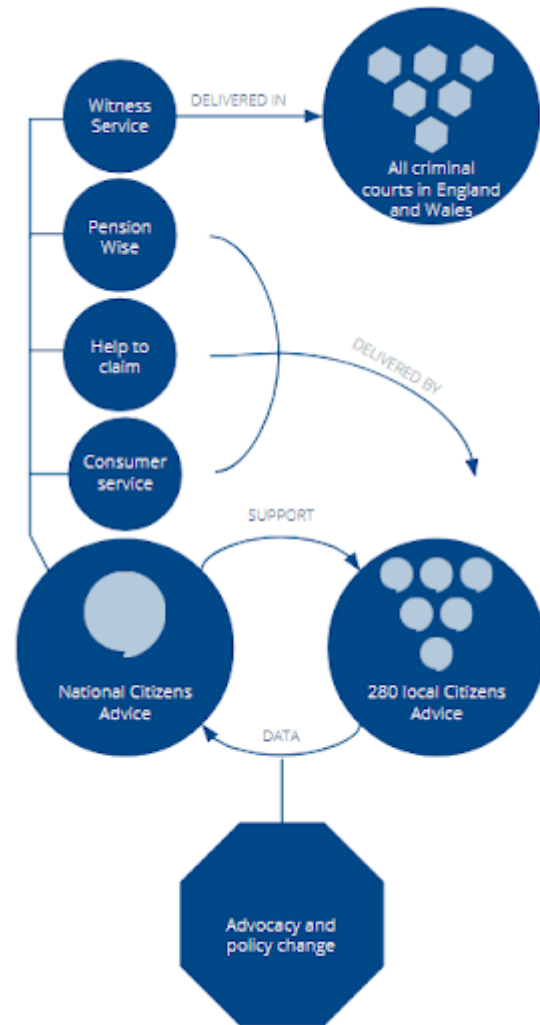 Witness
Service
DELIVERED IN
All criminal
courts in England
and Wales
Pension
Wise
Help to
claim
DELIVERED BY
Consumer
service
SUPPORT
National Citizens
Advice
280 local Citizens
Advice
DATA
Advocacy and
policy change